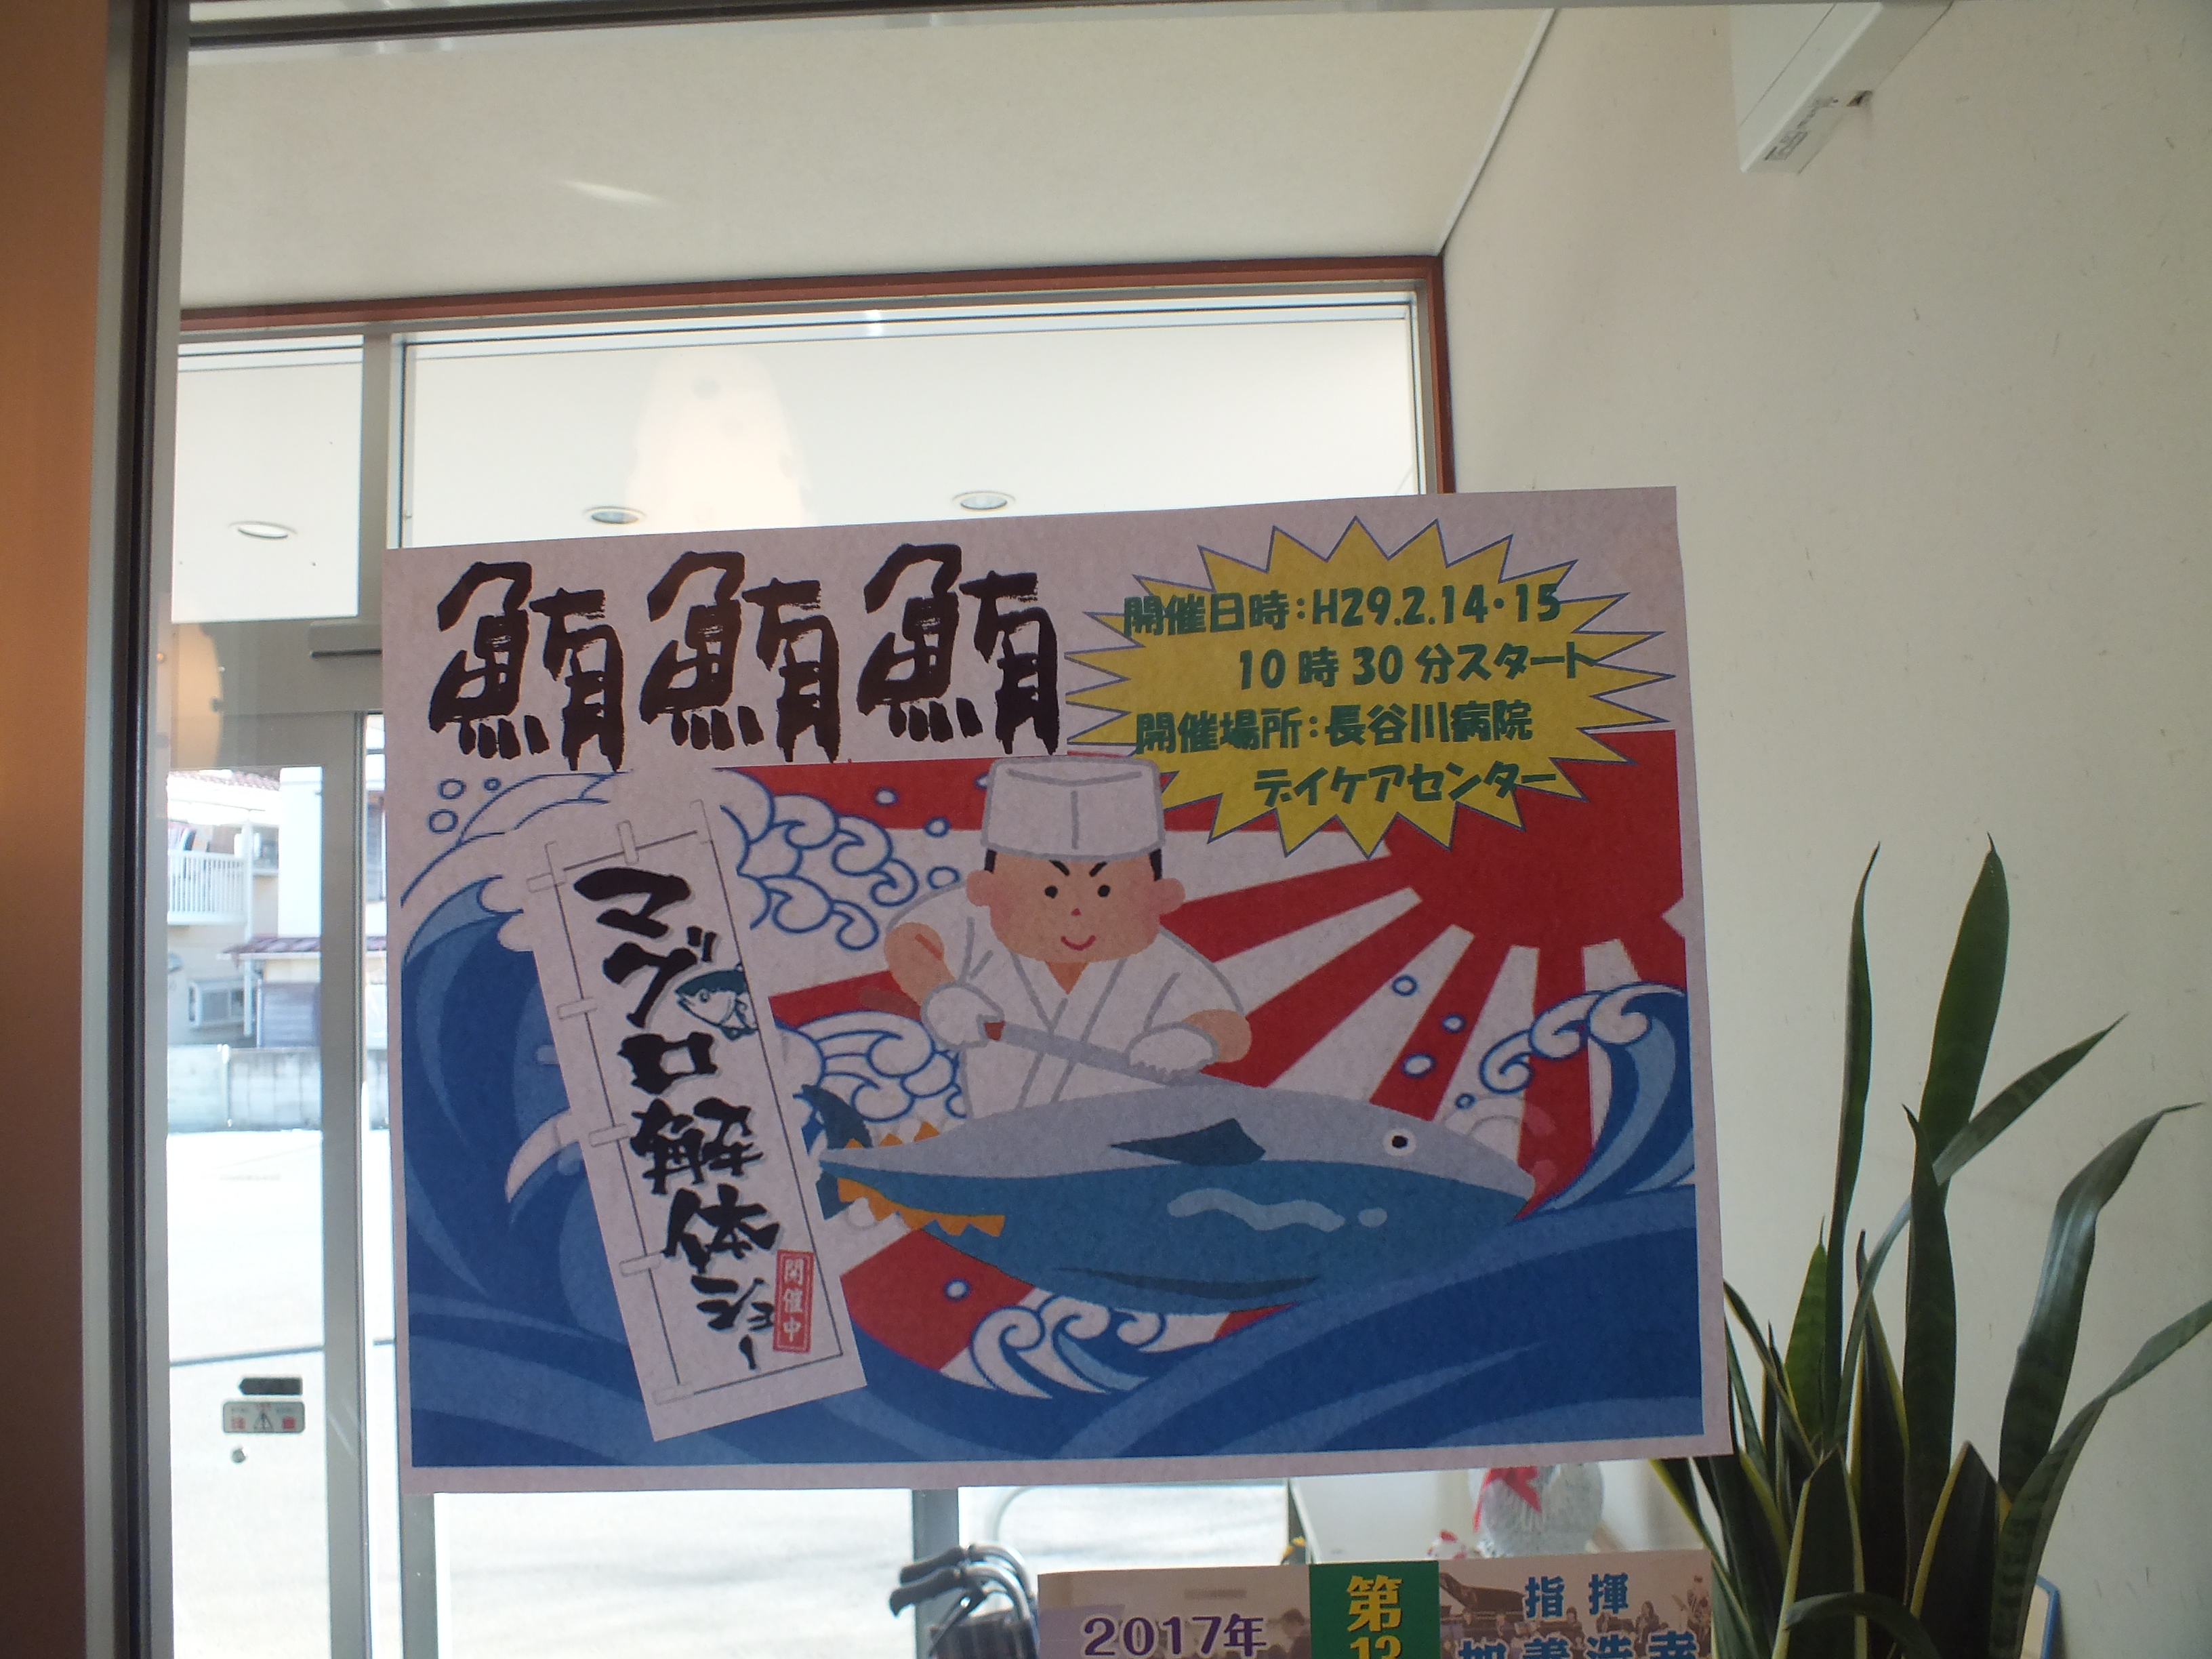 鮪鮪鮪
開催日時：H29.2.14・15
10時30分スタート
開催場所：長谷川病院
デイケアセンター
マグロ解体ショー
開催中
2017年
第
12
指揮